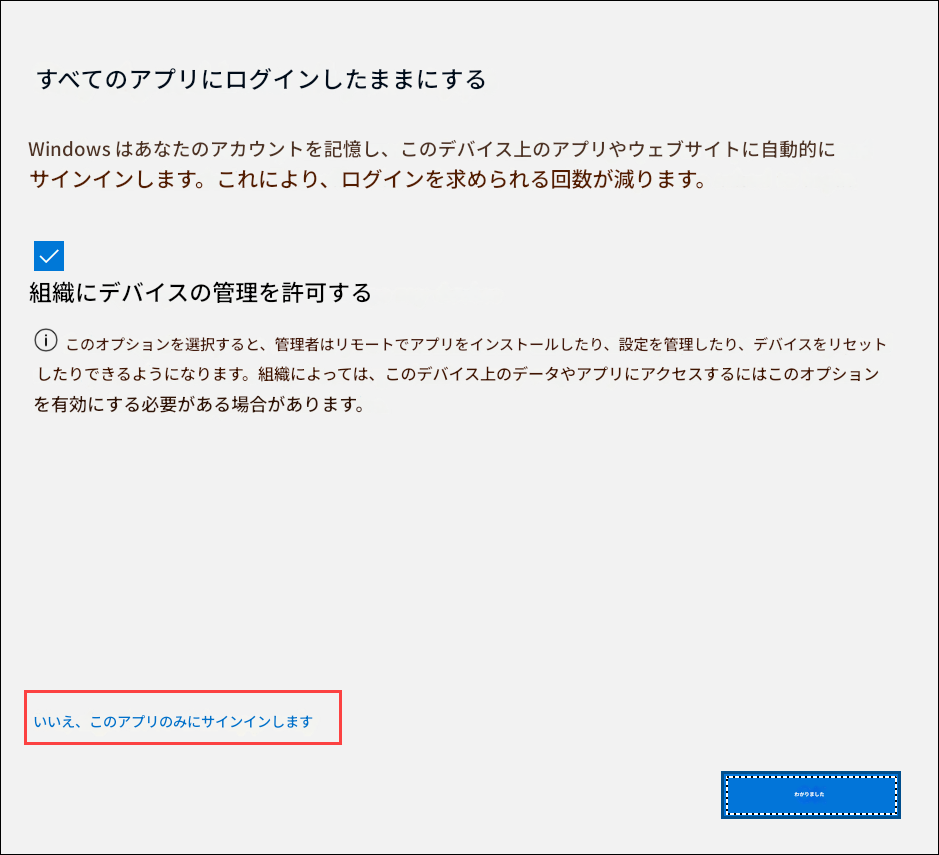 すべてのアプリにログインしたままにする
Windows はあなたのアカウントを記憶し、このデバイス上のアプリやウェブサイトに自動的に
サインインします。これにより、ログインを求められる回数が減ります。
組織にデバイスの管理を許可する
このオプションを選択すると、管理者はリモートでアプリをインストールしたり、設定を管理したり、デバイスをリセット
したりできるようになります。組織によっては、このデバイス上のデータやアプリにアクセスするにはこのオプション
を有効にする必要がある場合があります。
いいえ、このアプリのみにサインインします
わかりました